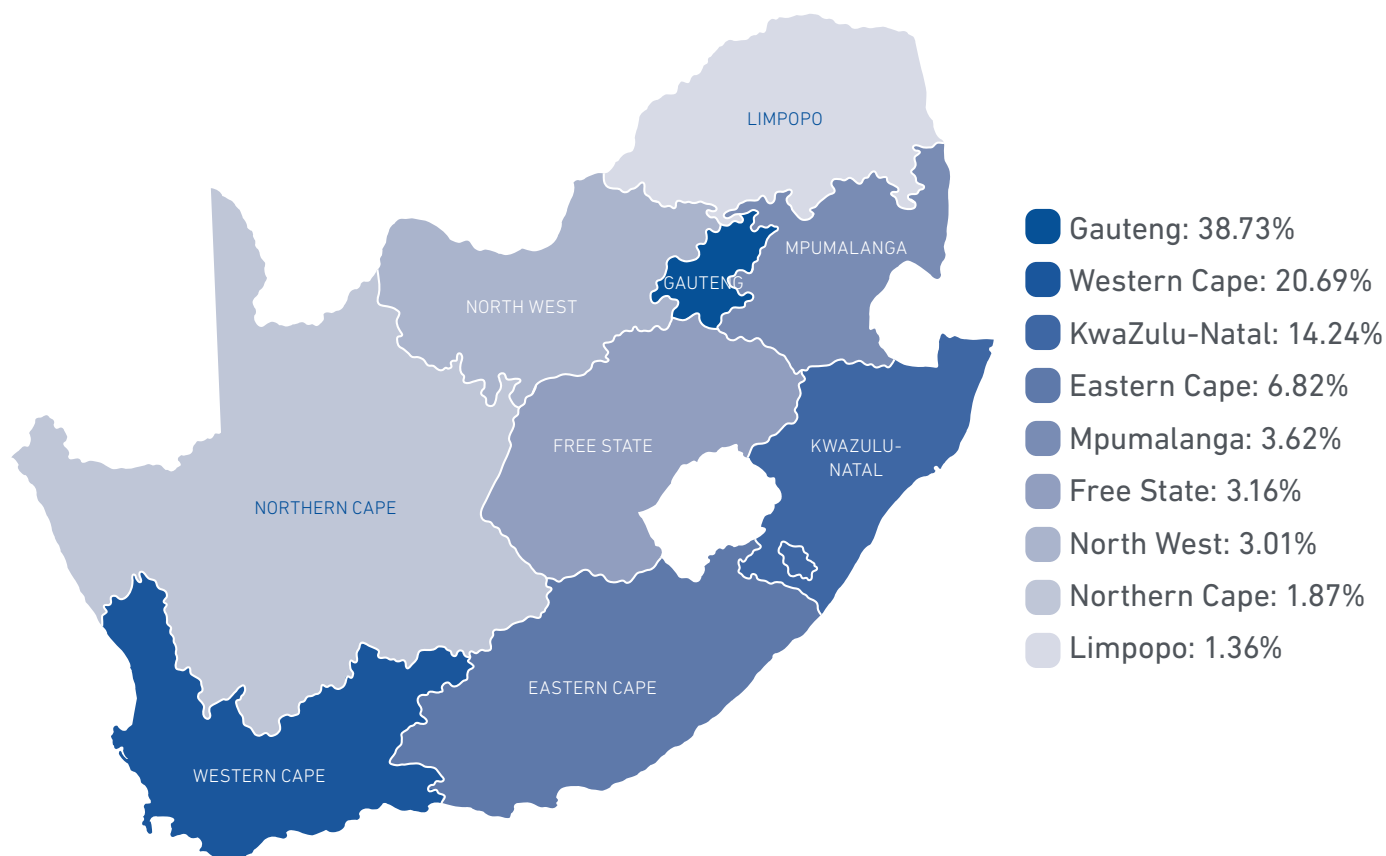 LIMPOPO
MPUMALANGA
GAUTENG
NORTH WEST
FREE STATE
KWAZULU-
NATAL
NORTHERN CAPE
EASTERN CAPE
WESTERN CAPE
Gauteng: 38.73%
Western Cape: 20.69%
KwaZulu-Natal: 14.24%
Eastern Cape: 6.82%
Mpumalanga: 3.62%
Free State: 3.16%
North West: 3.01%
Northern Cape: 1.87%
Limpopo: 1.36%